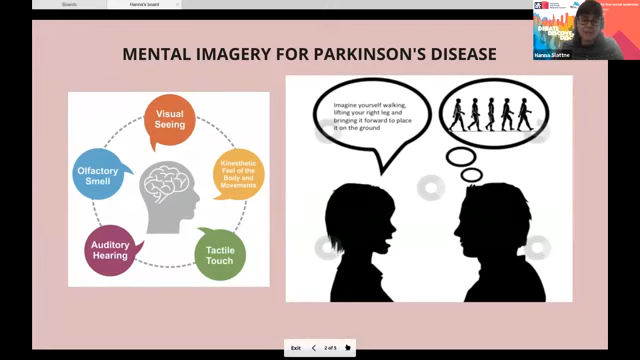 Boards
Hanna's board
MENTAL IMAGERY FOR PARKINSON'S DISEASE
Visual
Seeing
Olfactory
Smell
Kinesthetic
Feel of the
Body and
Movements
Auditory
Hearing
Tactile
Touch
Imagine yourself walking,
lifting your right leg and
bringing it forward to place
it on the ground
Hanna Slattne
Exit
2 of 5